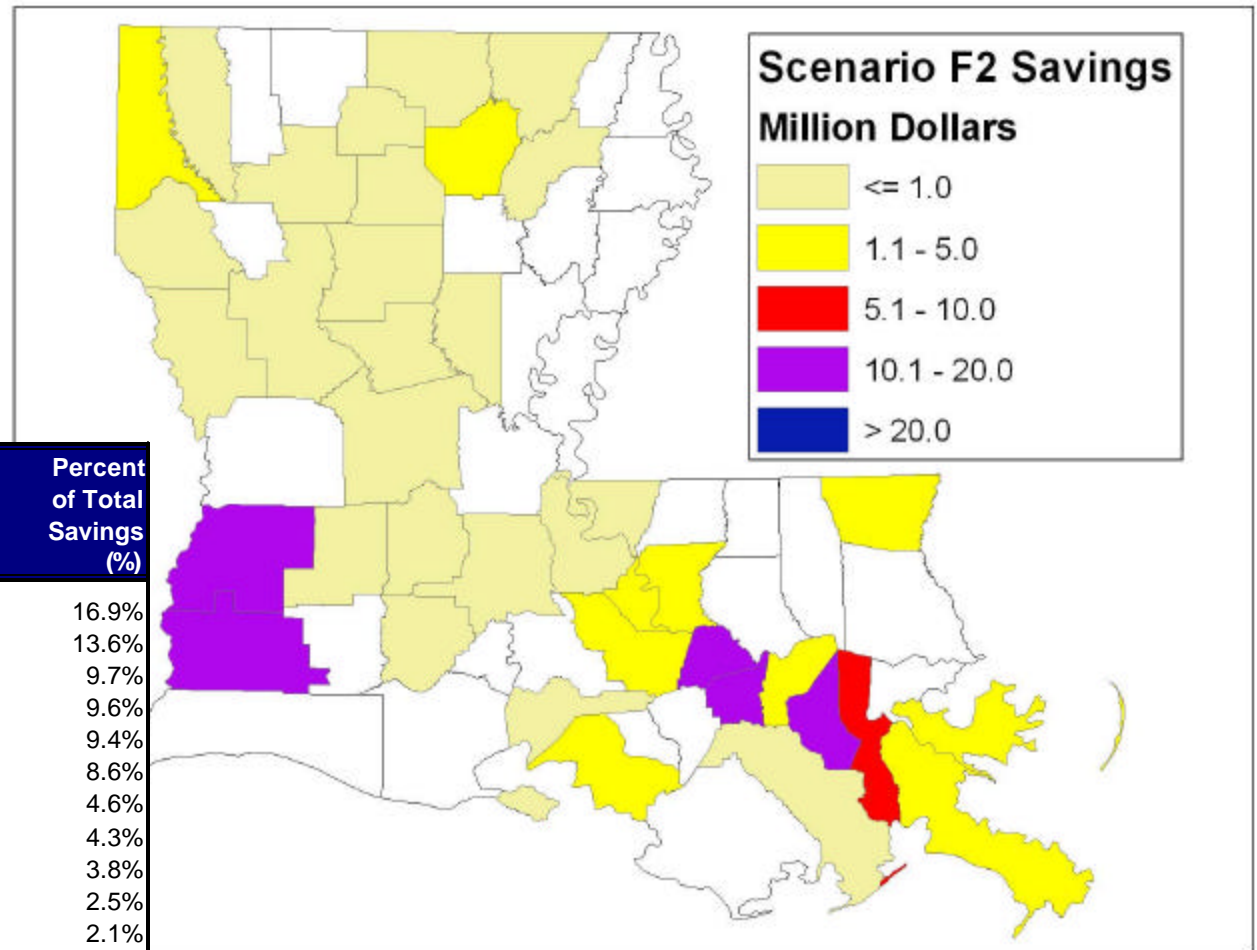 Scenario F2 Savings
Million Dollars
<= 1.0
1.1 - 5.0
5.1 - 10.0
10.1 - 20.0
> 20.0
Percent
of Total
Savings
(%)
16.9%
13.6%
9.7%
9.6%
9.4%
8.6%
4.6%
4.3%
3.8%
2.5%
2.1%